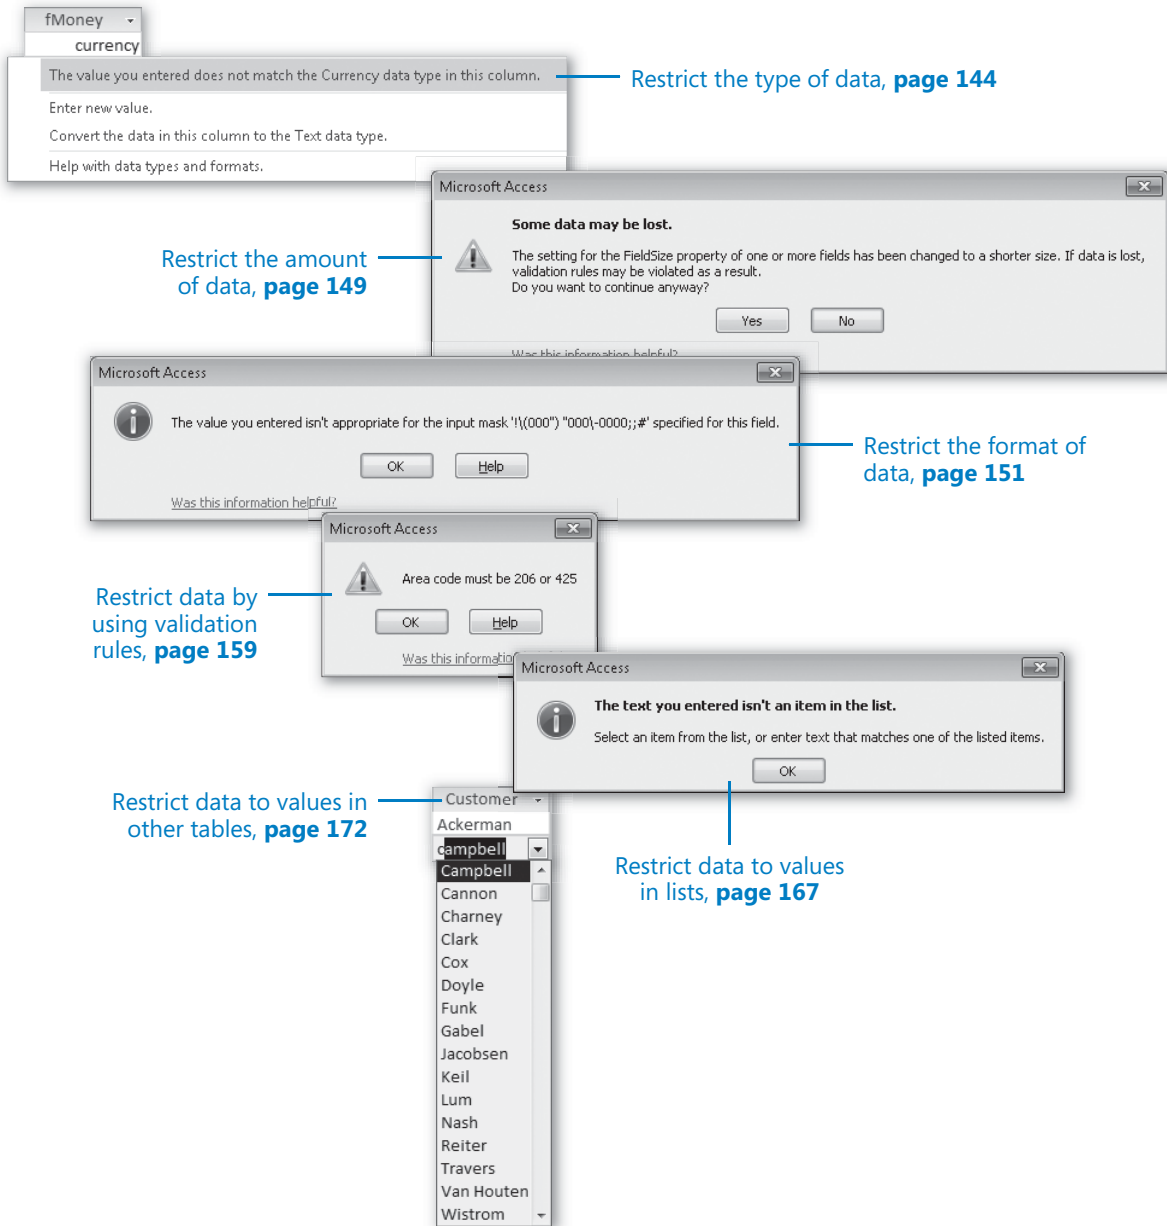 fMoney
currency
The value you entered does not match the Currency data type in this column.
Enter new value.
Convert the data in this column to the Text data type.
Help with data types and formats.
Restrict the type of data, page 144
Microsoft Access
Some data may be lost.
The setting for the FieldSize property of one or more fields has been changed to a shorter size. If data is lost,
validation rules may be violated as a result.
Do you want to continue anyway?
Yes No
Was this information helpful?
Restrict the amount
of data, page 149
Microsoft Access
The value you entered isn't appropriate for the input mask '!\(000") "000\-0000;;#' specified for this field.
OK Help
Was this information helpful?
Restrict the format of
data, page 151
Microsoft Access
Area code must be 206 or 425
OK Help
Was this information
Restrict data by
using validation
rules, page 159
Microsoft Access
The text you entered isn't an item in the list.
Select an item from the list, or enter text that matches one of the listed items.
OK
Restrict data to values in
other tables, page 172
Restrict data to values
in lists, page 167
Customer
Ackerman
campbell
Campbell
Cannon
Charney
Clark
Cox
Doyle
Funk
Gabel
Jacobsen
Keil
Lum
Nash
Reiter
Travers
Van Houten
Wistrom